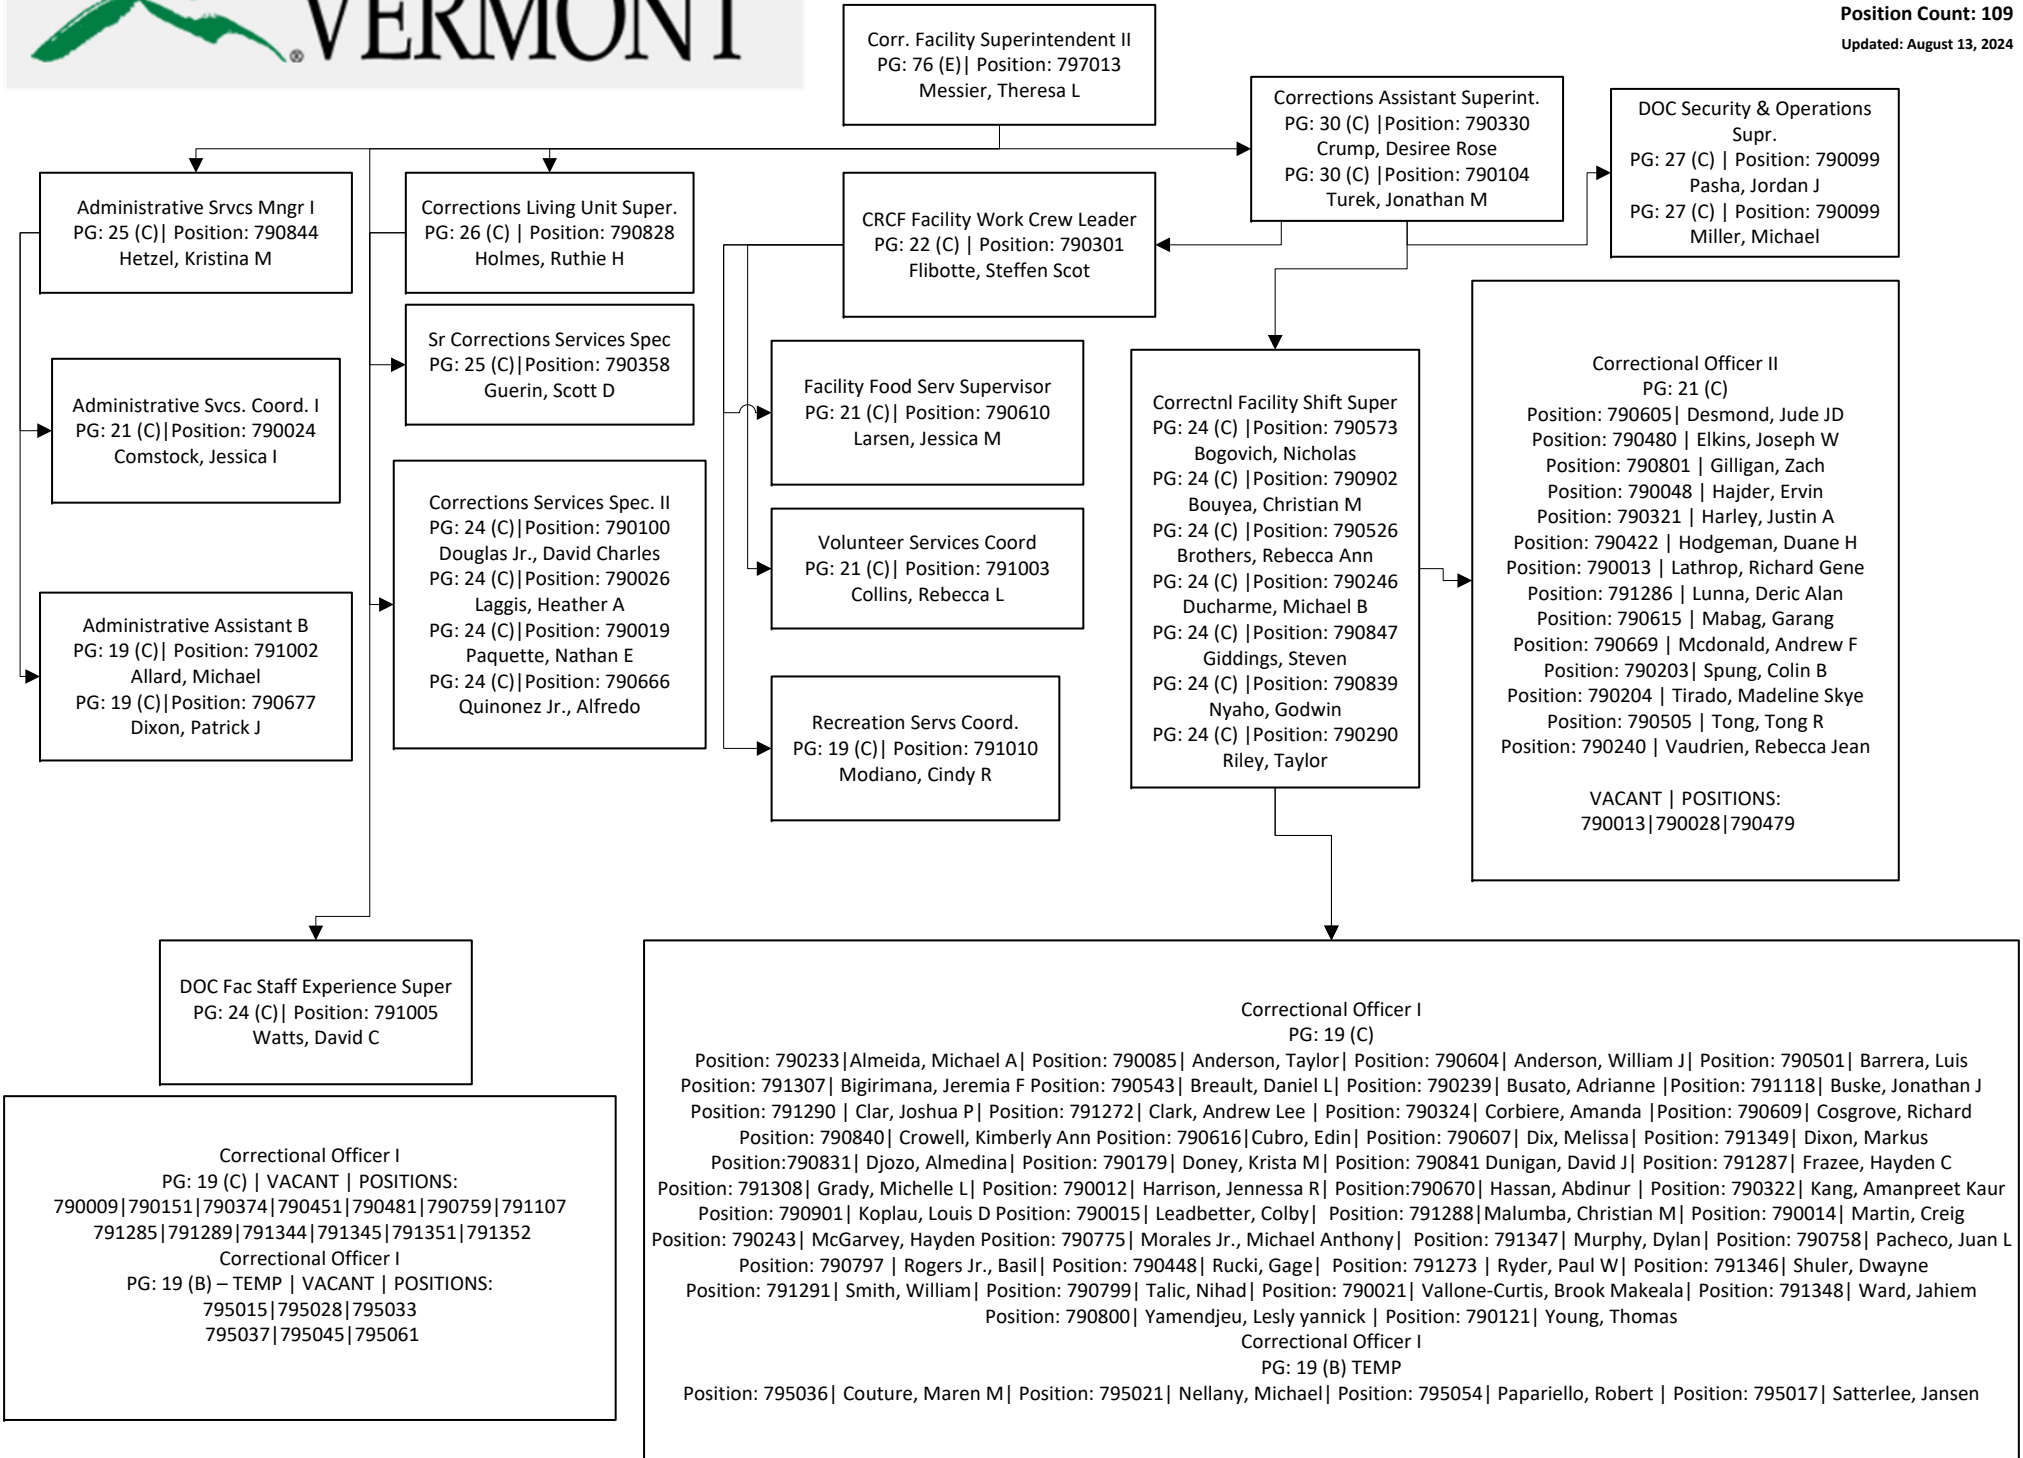 VERMONT
®
Position Count: 109
Updated: August 13, 2024
Corr. Facility Superintendent II
PG: 76 (E)| Position: 797013
Messier, Theresa L
Corrections Assistant Superint.
PG: 30 (C) |Position: 790330
Crump, Desiree Rose
PG: 30 (C) |Position: 790104
Turek, Jonathan M
DOC Security & Operations
Supr.
PG: 27 (C) | Position: 790099
Pasha, Jordan J
PG: 27 (C) | Position: 790099
Miller, Michael
Administrative Srvcs Mngr I
PG: 25 (C)| Position: 790844
Hetzel, Kristina M
Corrections Living Unit Super.
PG: 26 (C) | Position: 790828
Holmes, Ruthie H
CRCF Facility Work Crew Leader
PG: 22 (C) | Position: 790301
Flibotte, Steffen Scot
Sr Corrections Services Spec
PG: 25 (C)|Position: 790358
Guerin, Scott D
Administrative Svcs. Coord. I
PG: 21 (C)|Position: 790024
Comstock, Jessica I
Facility Food Serv Supervisor
PG: 21 (C)| Position: 790610
Larsen, Jessica M
Correctnl Facility Shift Super
PG: 24 (C) |Position: 790573
Bogovich, Nicholas
PG: 24 (C) |Position: 790902
Bouyea, Christian M
PG: 24 (C) |Position: 790526
Brothers, Rebecca Ann
PG: 24 (C) |Position: 790246
Ducharme, Michael B
PG: 24 (C) |Position: 790847
Giddings, Steven
PG: 24 (C) |Position: 790839
Nyaho, Godwin
PG: 24 (C) |Position: 790290
Riley, Taylor
Correctional Officer II
PG: 21 (C)
Position: 790605| Desmond, Jude JD
Position: 790480 | Elkins, Joseph W
Position: 790801 | Gilligan, Zach
Position: 790048 | Hajder, Ervin
Position: 790321 | Harley, Justin A
Position: 790422 | Hodgeman, Duane H
Position: 790013 | Lathrop, Richard Gene
Position: 791286 | Lunna, Deric Alan
Position: 790615 | Mabag, Garang
Position: 790669 | Mcdonald, Andrew F
Position: 790203| Spung, Colin B
Position: 790204 | Tirado, Madeline Skye
Position: 790505 | Tong, Tong R
Position: 790240 | Vaudrien, Rebecca Jean
VACANT | POSITIONS:
790013|790028|790479
Corrections Services Spec. II
PG: 24 (C)|Position: 790100
Douglas Jr., David Charles
PG: 24 (C)|Position: 790026
Laggis, Heather A
PG: 24 (C)|Position: 790019
Paquette, Nathan E
PG: 24 (C)|Position: 790666
Quinonez Jr., Alfredo
Volunteer Services Coord
PG: 21 (C)| Position: 791003
Collins, Rebecca L
Administrative Assistant B
PG: 19 (C)| Position: 791002
Allard, Michael
PG: 19 (C)|Position: 790677
Dixon, Patrick J
Recreation Servs Coord.
PG: 19 (C)| Position: 791010
Modiano, Cindy R
DOC Fac Staff Experience Super
PG: 24 (C)| Position: 791005
Watts, David C
Correctional Officer I
PG: 19 (C) | VACANT | POSITIONS:
790009|790151|790374|790451|790481|790759|791107
791285|791289|791344|791345|791351|791352
Correctional Officer I
PG: 19 (B) – TEMP | VACANT | POSITIONS:
795015|795028|795033
795037|795045|795061
Correctional Officer I
PG: 19 (C)
Position: 790233|Almeida, Michael A| Position: 790085| Anderson, Taylor| Position: 790604| Anderson, William J| Position: 790501| Barrera, Luis
Position: 791307| Bigirimana, Jeremia F Position: 790543| Breault, Daniel L| Position: 790239| Busato, Adrianne |Position: 791118| Buske, Jonathan J
Position: 791290 | Clar, Joshua P| Position: 791272| Clark, Andrew Lee | Position: 790324| Corbiere, Amanda |Position: 790609| Cosgrove, Richard
Position: 790840| Crowell, Kimberly Ann Position: 790616|Cubro, Edin| Position: 790607| Dix, Melissa| Position: 791349| Dixon, Markus
Position:790831| Djozo, Almedina| Position: 790179| Doney, Krista M| Position: 790841 Dunigan, David J| Position: 791287| Frazee, Hayden C
Position: 791308| Grady, Michelle L| Position: 790012| Harrison, Jennessa R| Position:790670| Hassan, Abdinur | Position: 790322| Kang, Amanpreet Kaur
Position: 790901| Koplau, Louis D Position: 790015| Leadbetter, Colby| Position: 791288|Malumba, Christian M| Position: 790014| Martin, Creig
Position: 790243| McGarvey, Hayden Position: 790775| Morales Jr., Michael Anthony| Position: 791347| Murphy, Dylan| Position: 790758| Pacheco, Juan L
Position: 790797 | Rogers Jr., Basil| Position: 790448| Rucki, Gage| Position: 791273 | Ryder, Paul W| Position: 791346| Shuler, Dwayne
Position: 791291| Smith, William| Position: 790799| Talic, Nihad| Position: 790021| Vallone-Curtis, Brook Makeala| Position: 791348| Ward, Jahiem
Position: 790800| Yamendjeu, Lesly yannick | Position: 790121| Young, Thomas
Correctional Officer I
PG: 19 (B) TEMP
Position: 795036| Couture, Maren M| Position: 795021| Nellany, Michael| Position: 795054| Papariello, Robert | Position: 795017| Satterlee, Jansen